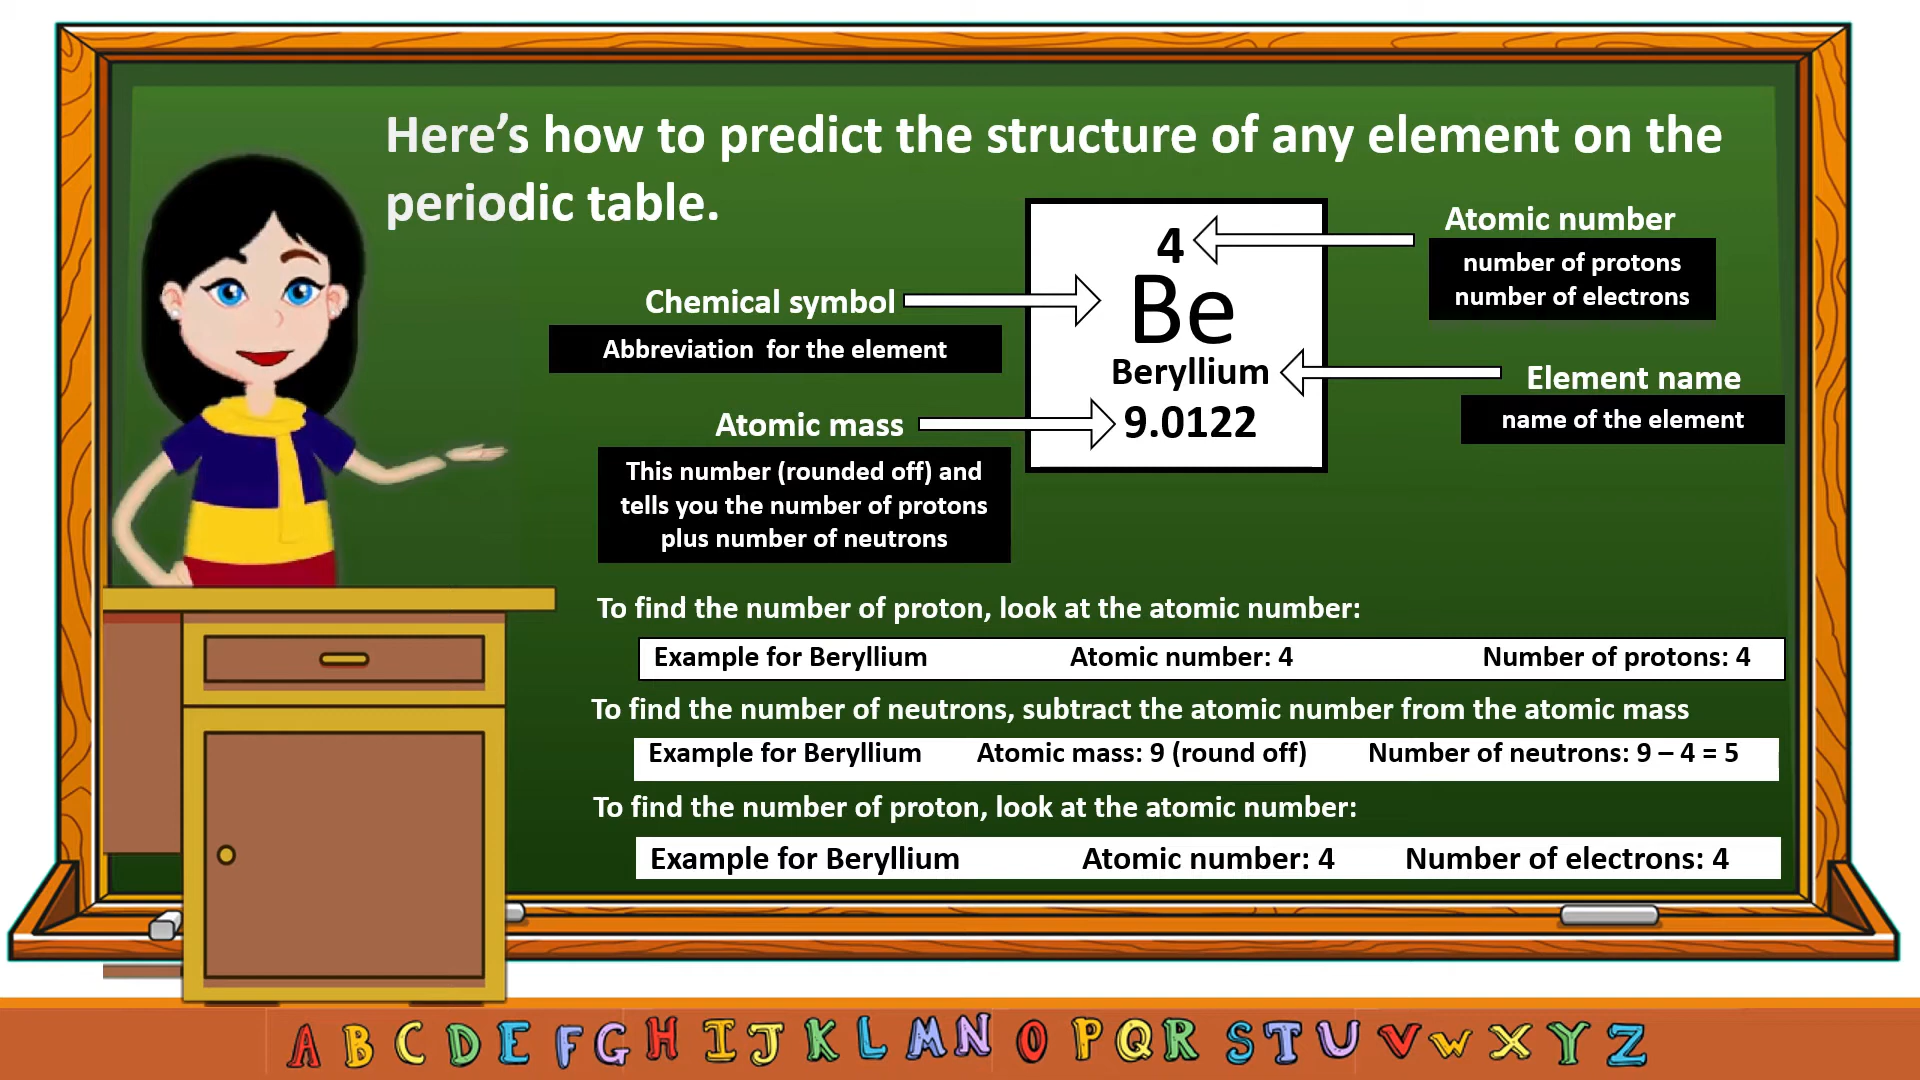 Here's how to predict the structure of any element on the
periodic table.
4
Atomic number
number of protons
number of electrons
Chemical symbol
Abbreviation for the element
Be
Beryllium
Element name
name of the element
Atomic mass
9.0122
This number (rounded off) and
tells you the number of protons
plus number of neutrons
To find the number of proton, look at the atomic number:
Example for Beryllium Atomic number: 4 Number of protons: 4
To find the number of neutrons, subtract the atomic number from the atomic mass
Example for Beryllium Atomic mass: 9 (round off) Number of neutrons: 9 – 4 = 5
To find the number of proton, look at the atomic number:
Example for Beryllium Atomic number: 4 Number of electrons: 4
A B C D E F G H I J K L M N O P Q R S T U V W X Y Z